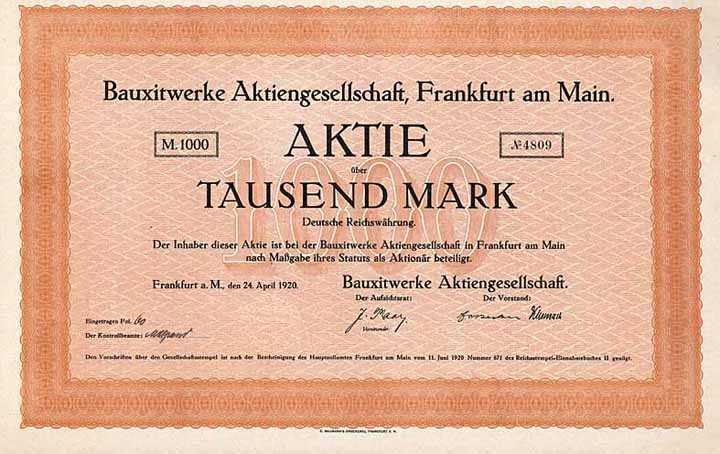 Bauxitwerke Aktiengesellschaft, Frankfurt am Main.
M. 1000
AKTIE
№ 4809
über
1000
TAUSEND MARK
Deutsche Reichswährung.
Der Inhaber dieser Aktie ist bei der Bauxitwerke Aktiengesellschaft in Frankfurt am Main
nach Maßgabe ihres Statuts als Aktionär beteiligt.
Frankfurt a. M., den 24. April 1920.
Bauxitwerke Aktiengesellschaft.
Der Aufsichtsrat:
Der Vorstand:
Eingetragen Fol. 60
Vorsitzender
Der Kontrollbeamte:
Den Vorschriften über den Gesellschaftsstempel ist nach der Bescheinigung des Hauptzollamtes Frankfurt am Main vom 11. Juni 1920 Nummer 671 des Reichsstempel-Einnahmebuches II genügt.